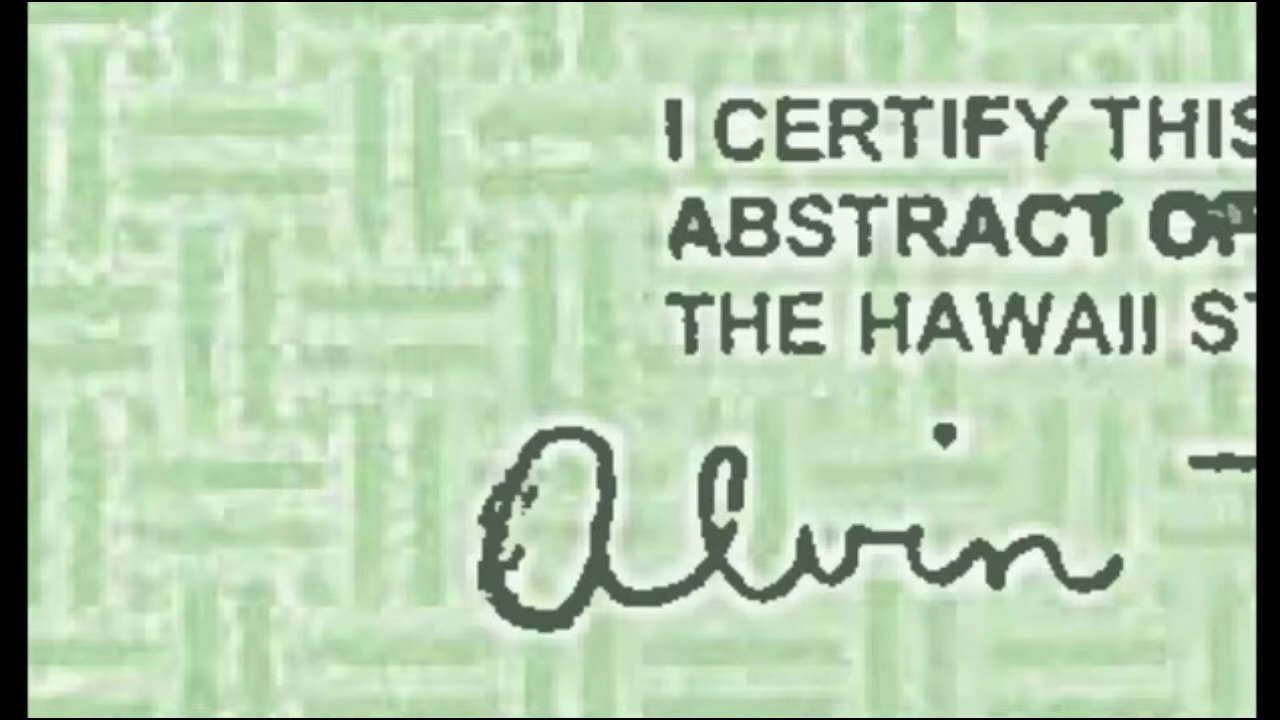 I CERTIFY THIS
ABSTRACT OF
THE HAWAII ST
Alvin T